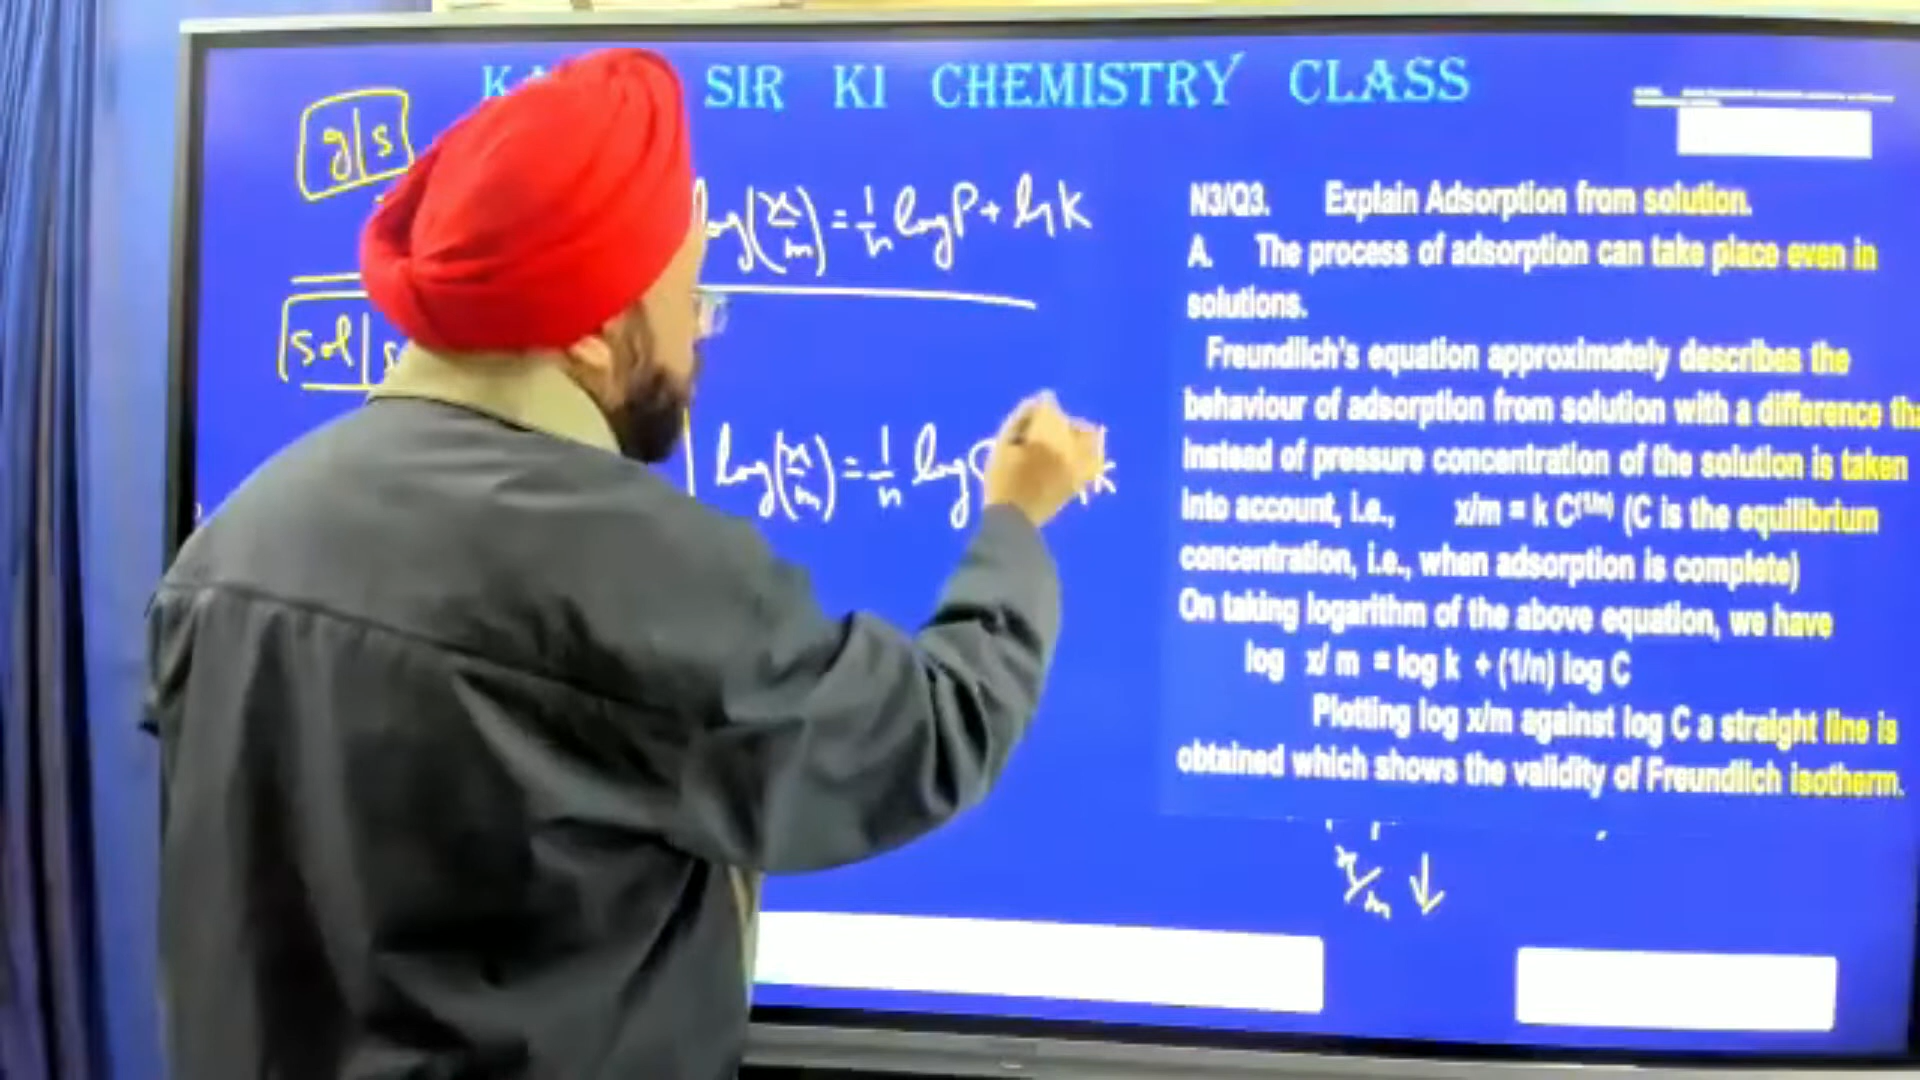 SIR KI CHEMISTRY CLASS
g|s
log(x/m) = 1/n log P + log K
sol|s
log(x/m) = 1/n log C
N3/Q3. Explain Adsorption from solution.
A. The process of adsorption can take place even in
solutions.
Freundlich's equation approximately describes the
behaviour of adsorption from solution with a difference
instead of pressure concentration of the solution is taken
into account, i.e., x/m = k C(1/n) (C is the equilibrium
concentration, i.e., when adsorption is complete)
On taking logarithm of the above equation, we have
log x/ m = log k + (1/n) log C
Plotting log x/m against log C a straight line is
obtained which shows the validity of Freundlich isotherm.
x/m ↓